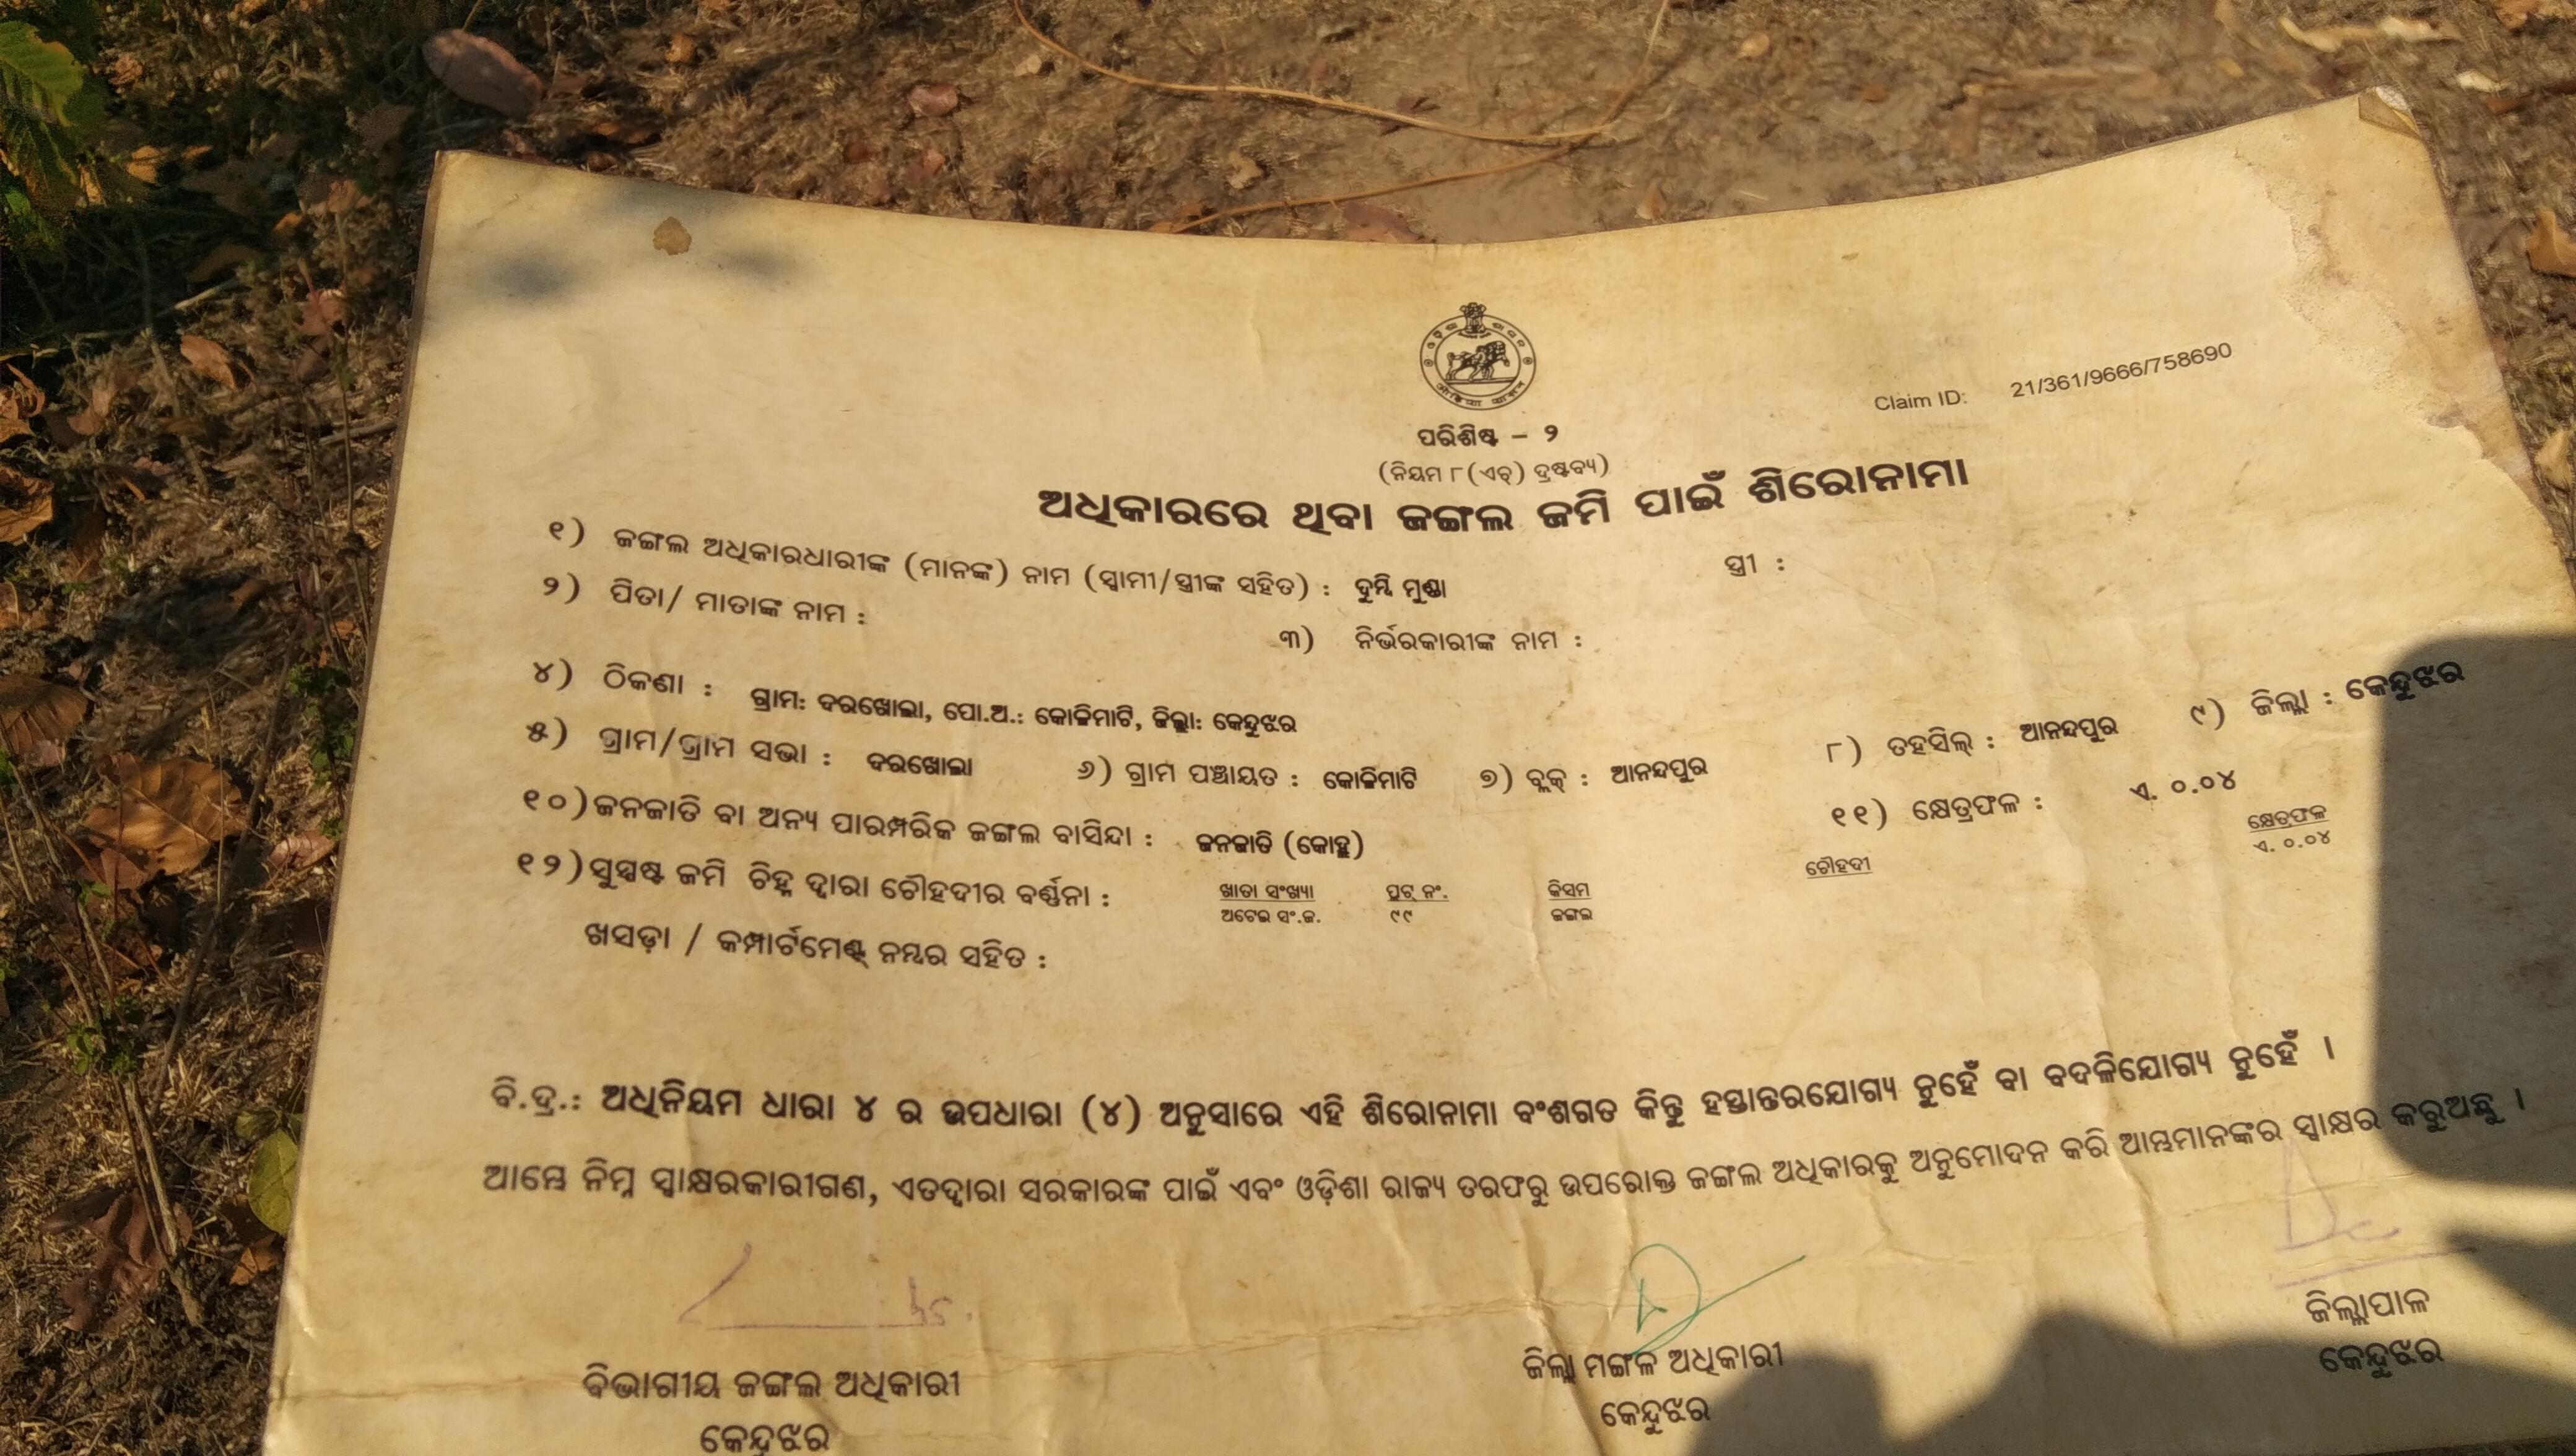 Claim ID: 21/361/9666/758690
ପରିଶିଷ୍ଟ – ୨
(ନିୟମ ୮(ଏଚ୍) ଦ୍ରଷ୍ଟବ୍ୟ)
ଅଧିକାରରେ ଥିବା ଜଙ୍ଗଲ ଜମି ପାଇଁ ଶିରୋନାମା
୧) ଜଙ୍ଗଲ ଅଧିକାରଧାରୀଙ୍କ (ମାନଙ୍କ) ନାମ (ସ୍ୱାମୀ/ସ୍ତ୍ରୀଙ୍କ ସହିତ) : ଦୁମ୍ବି ମୁଣ୍ଡା ସ୍ତ୍ରୀ :
୨) ପିତା/ ମାତାଙ୍କ ନାମ : ୩) ନିର୍ଭରକାରୀଙ୍କ ନାମ :
୪) ଠିକଣା : ଗ୍ରାମ: ବରଖୋଲା, ପୋ.ଅ.: କୋଳିମାଟି, ଜିଲ୍ଲା: କେନ୍ଦୁଝର
୫) ଗ୍ରାମ/ଗ୍ରାମ ସଭା : ବରଖୋଲା ୬) ଗ୍ରାମ ପଞ୍ଚାୟତ : କୋଳିମାଟି ୭) ବ୍ଲକ୍ : ଆନନ୍ଦପୁର ୮) ତହସିଲ୍ : ଆନନ୍ଦପୁର ୯) ଜିଲ୍ଲା : କେନ୍ଦୁଝର
୧୦) ଜନଜାତି ବା ଅନ୍ୟ ପାରମ୍ପରିକ ଜଙ୍ଗଲ ବାସିନ୍ଦା : ଜନଜାତି (କୋହ୍ଲ) ୧୧) କ୍ଷେତ୍ରଫଳ : ଏ. ୦.୦୪
୧୨) ସୁସ୍ପଷ୍ଟ ଜମି ଚିହ୍ନ ଦ୍ୱାରା ଚୌହଦୀର ବର୍ଣ୍ଣନା : ଖାତା ସଂଖ୍ୟା ପ୍ଲଟ୍ ନଂ. କିସମ ଚୌହଦୀ କ୍ଷେତ୍ରଫଳ
ଅଟେଇ ସଂ.ଜ. ୯୯ ଜଙ୍ଗଲ ଏ. ୦.୦୪
ଖସଡ଼ା / କମ୍ପାର୍ଟମେଣ୍ଟ ନମ୍ବର ସହିତ :
ବି.ଦ୍ର.: ଅଧିନିୟମ ଧାରା ୪ ର ଉପଧାରା (୪) ଅନୁସାରେ ଏହି ଶିରୋନାମା ବଂଶଗତ କିନ୍ତୁ ହସ୍ତାନ୍ତରଯୋଗ୍ୟ ନୁହେଁ ବା ବଦଳିଯୋଗ୍ୟ ନୁହେଁ ।
ଆମ୍ଭେ ନିମ୍ନ ସ୍ୱାକ୍ଷରକାରୀଗଣ, ଏତଦ୍ୱାରା ସରକାରଙ୍କ ପାଇଁ ଏବଂ ଓଡ଼ିଶା ରାଜ୍ୟ ତରଫରୁ ଉପରୋକ୍ତ ଜଙ୍ଗଲ ଅଧିକାରକୁ ଅନୁମୋଦନ କରି ଆମ୍ଭମାନଙ୍କର ସ୍ୱାକ୍ଷର କରୁଅଛୁ ।
ବିଭାଗୀୟ ଜଙ୍ଗଲ ଅଧିକାରୀ ଜିଲ୍ଲା ମଙ୍ଗଳ ଅଧିକାରୀ ଜିଲ୍ଲାପାଳ
କେନ୍ଦୁଝର କେନ୍ଦୁଝର କେନ୍ଦୁଝର